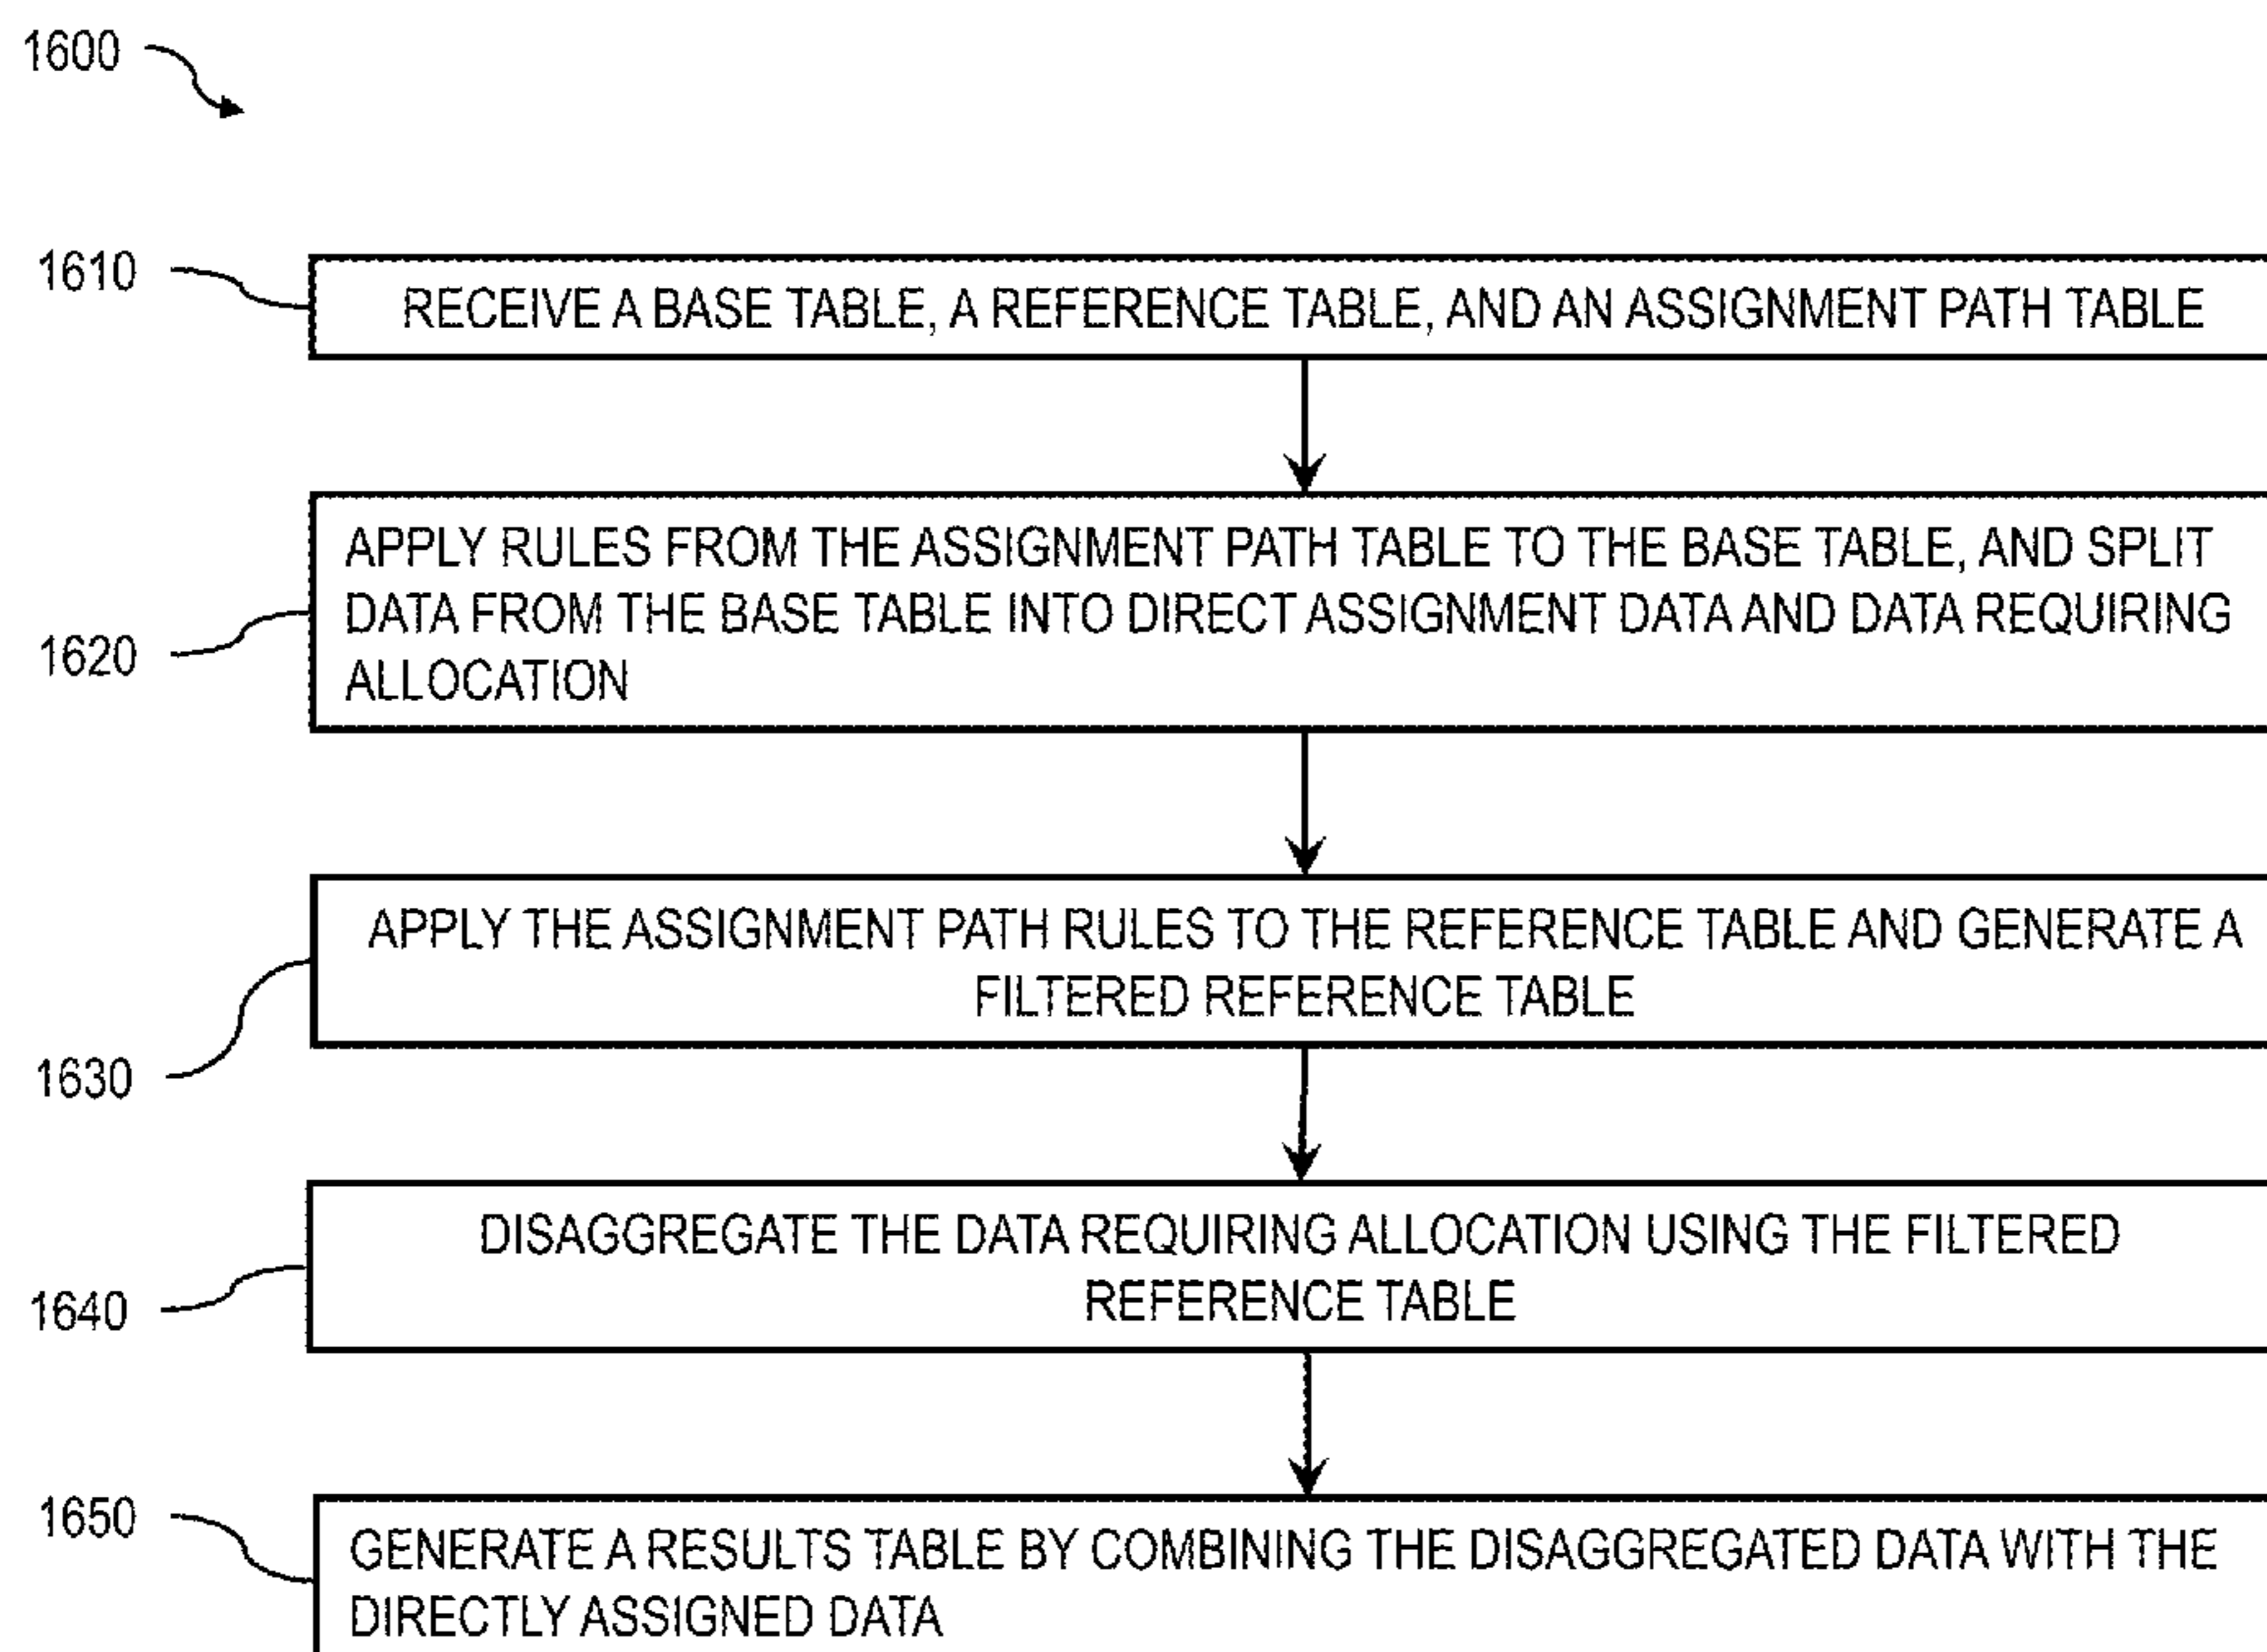 1600
1610
RECEIVE A BASE TABLE, A REFERENCE TABLE, AND AN ASSIGNMENT PATH TABLE
APPLY RULES FROM THE ASSIGNMENT PATH TABLE TO THE BASE TABLE, AND SPLIT
DATA FROM THE BASE TABLE INTO DIRECT ASSIGNMENT DATA AND DATA REQUIRING
ALLOCATION
1620
APPLY THE ASSIGNMENT PATH RULES TO THE REFERENCE TABLE AND GENERATE A
FILTERED REFERENCE TABLE
1630
DISAGGREGATE THE DATA REQUIRING ALLOCATION USING THE FILTERED
REFERENCE TABLE
1640
1650
GENERATE A RESULTS TABLE BY COMBINING THE DISAGGREGATED DATA WITH THE
DIRECTLY ASSIGNED DATA